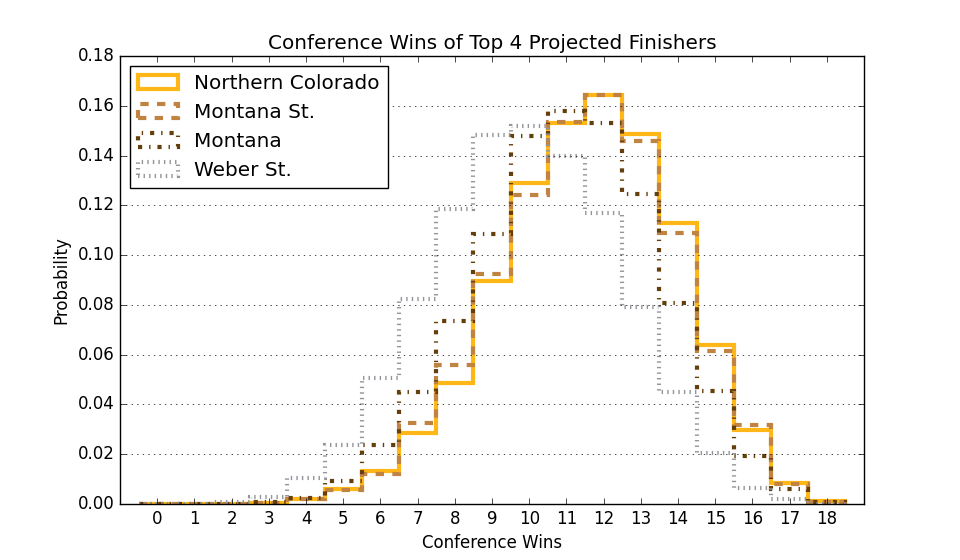 Conference Wins of Top 4 Projected Finishers
0.18
0.16
0.14
0.12
0.10
0.08
0.06
0.04
0.02
0.00
Probability
Northern Colorado
Montana St.
Montana
Weber St.
0 1 2 3 4 5 6 7 8 9 10 11 12 13 14 15 16 17 18
Conference Wins